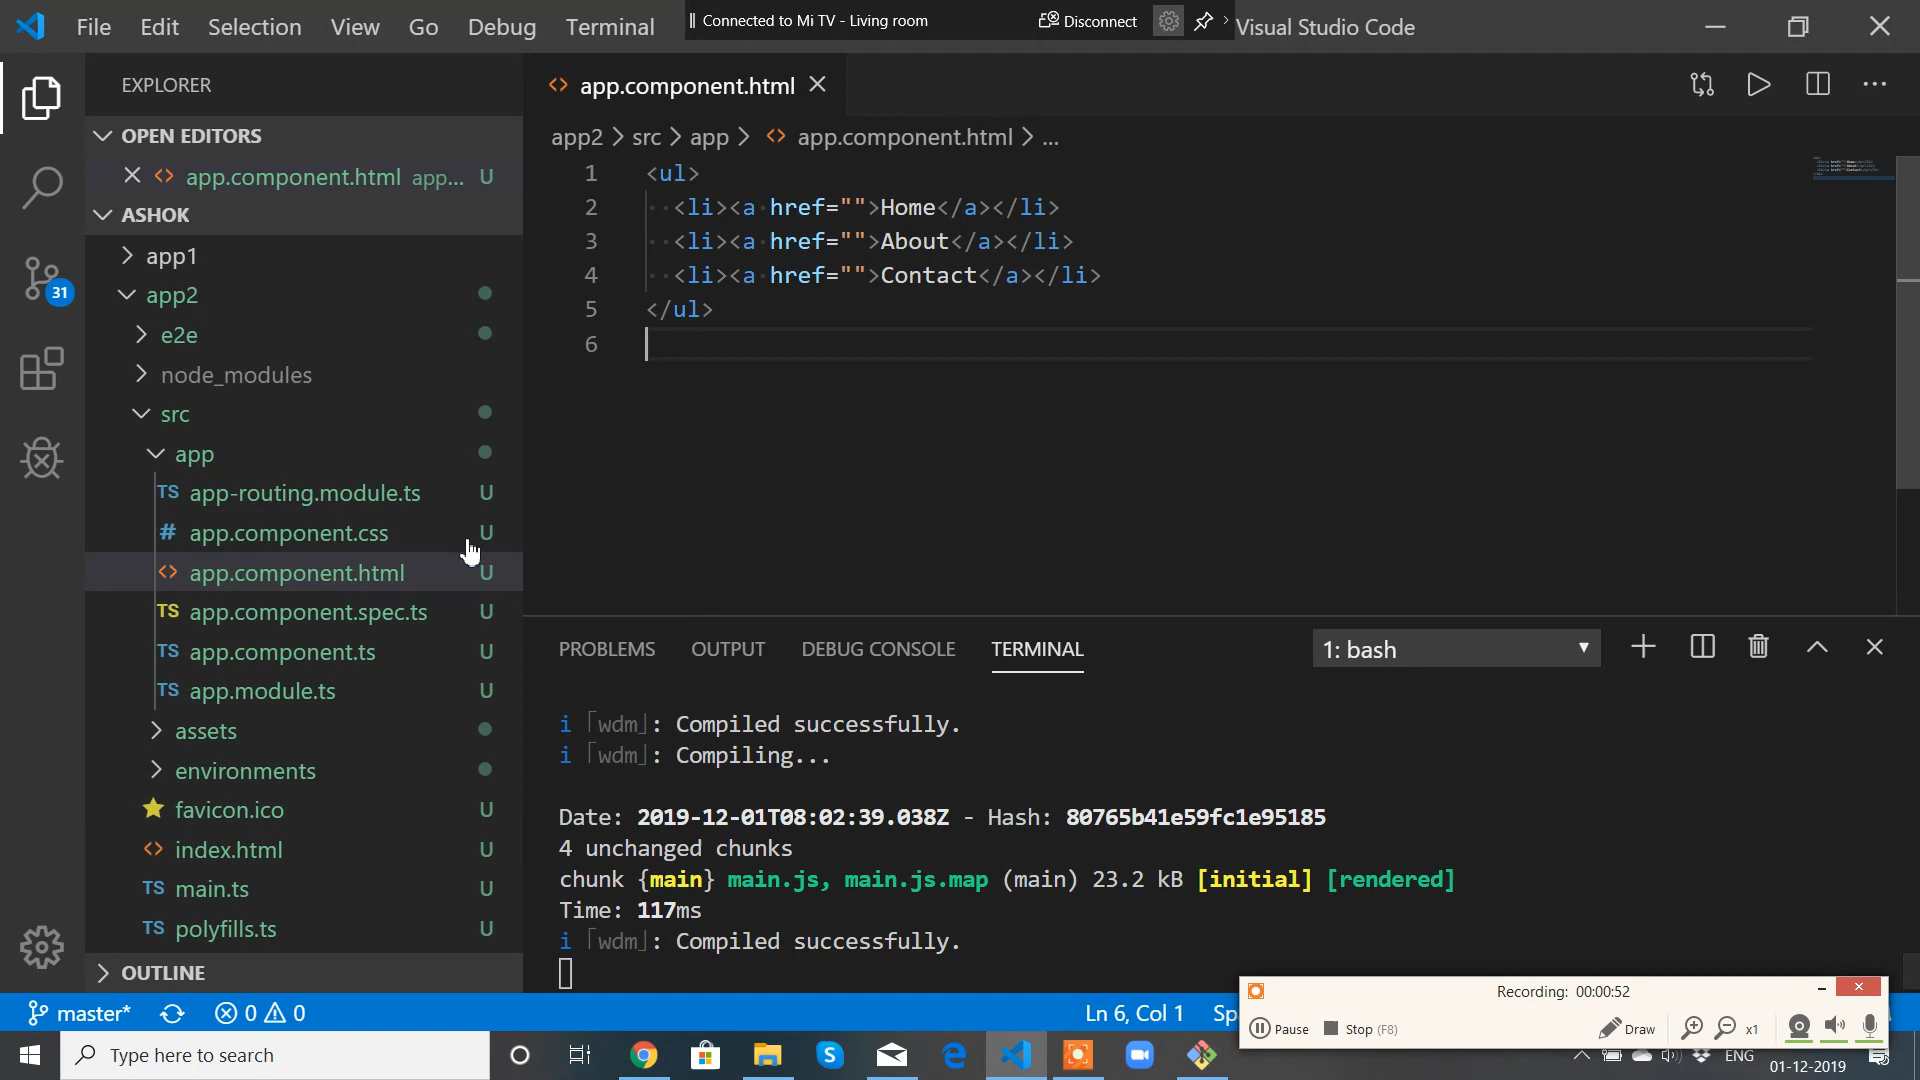 File Edit Selection View Go Debug Terminal
Connected to Mi TV - Living room
Disconnect
Visual Studio Code
EXPLORER
OPEN EDITORS
app.component.html app... U
ASHOK
app1
app2
e2e
node_modules
src
app
TS app-routing.module.ts U
# app.component.css U
<> app.component.html U
TS app.component.spec.ts U
TS app.component.ts U
TS app.module.ts U
assets
environments
favicon.ico U
<> index.html U
TS main.ts U
TS polyfills.ts U
OUTLINE
31
<> app.component.html
app2 > src > app > <> app.component.html > ...
1 <ul>
2 <li><a href="">Home</a></li>
3 <li><a href="">About</a></li>
4 <li><a href="">Contact</a></li>
5 </ul>
6
PROBLEMS OUTPUT DEBUG CONSOLE TERMINAL
1: bash
i ｢wdm｣: Compiled successfully.
i ｢wdm｣: Compiling...
Date: 2019-12-01T08:02:39.038Z - Hash: 80765b41e59fc1e95185
4 unchanged chunks
chunk {main} main.js, main.js.map (main) 23.2 kB [initial] [rendered]
Time: 117ms
i ｢wdm｣: Compiled successfully.
master* 0 0
Ln 6, Col 1
Recording: 00:00:52
Pause Stop (F8) Draw x1
Type here to search
ENG
01-12-2019